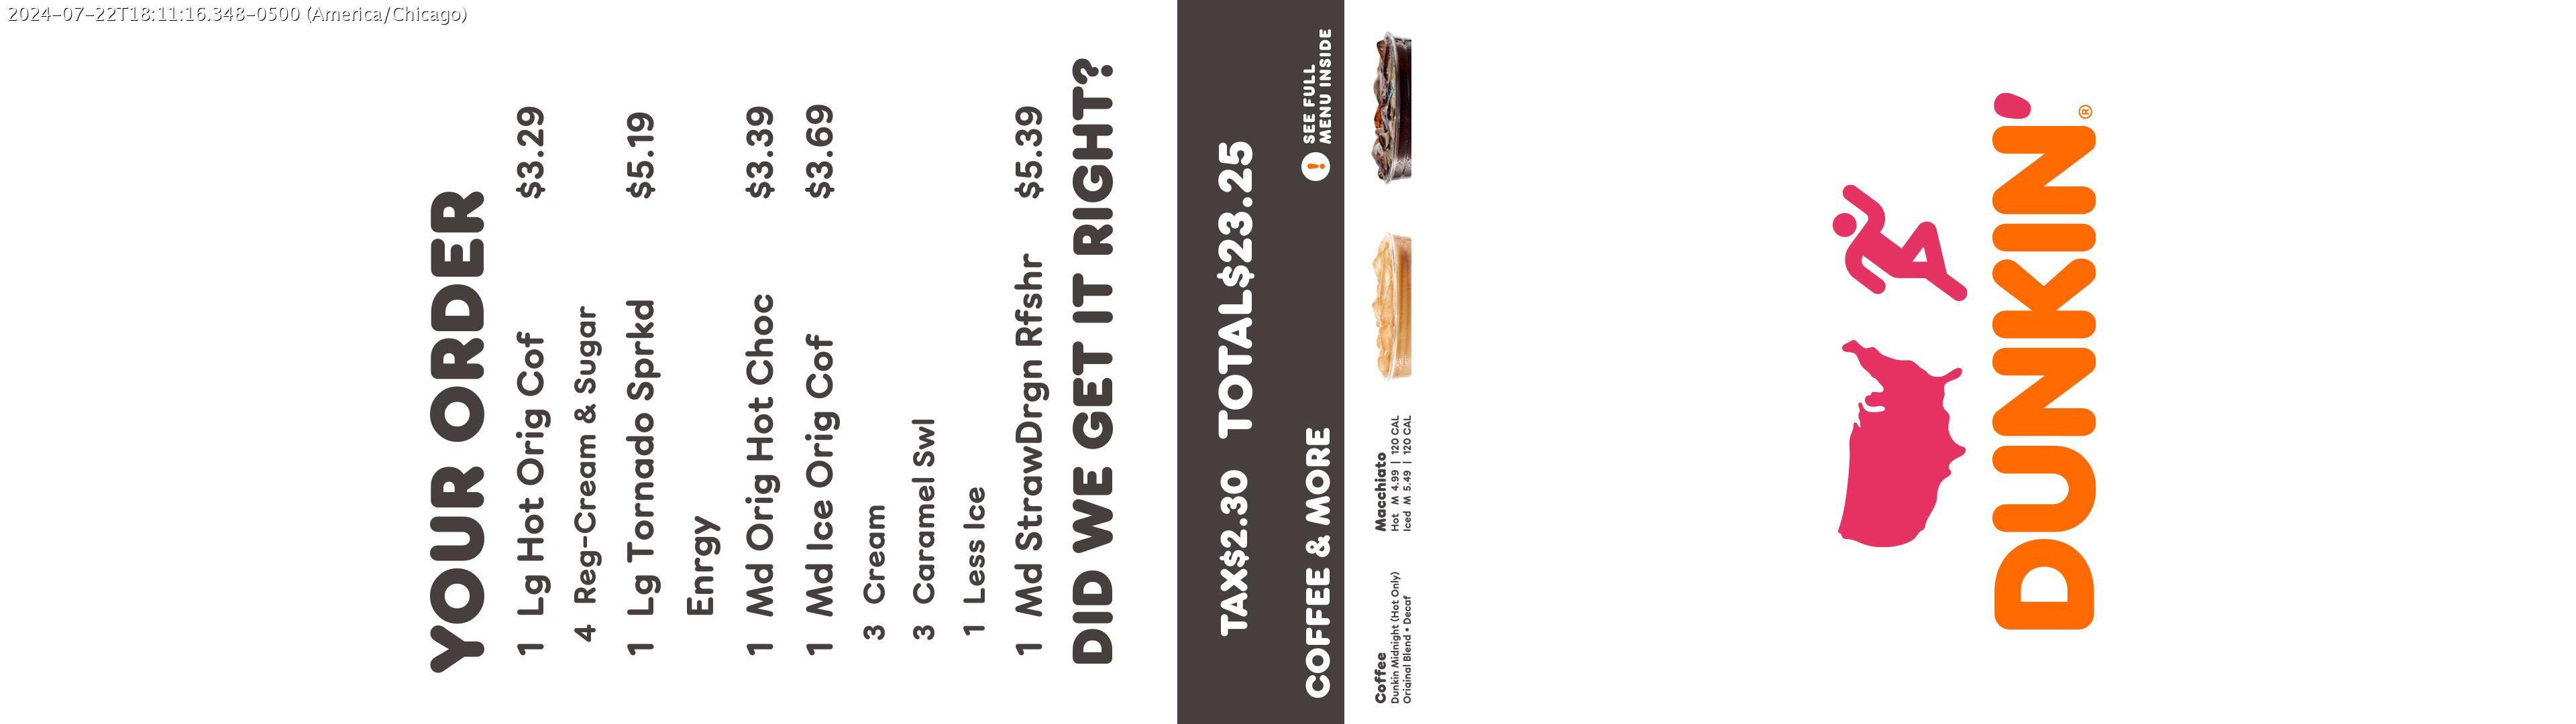 2024-07-22T18:11:16.348-0500 (America/Chicago)
YOUR ORDER
1 Lg Hot Orig Cof $3.29
4 Reg-Cream & Sugar
1 Lg Tornado Sprkd $5.19
Enrgy
1 Md Orig Hot Choc $3.39
1 Md Ice Orig Cof $3.69
3 Cream
3 Caramel Swl
1 Less Ice
1 Md StrawDrgn Rfshr $5.39
DID WE GET IT RIGHT?
TAX$2.30 TOTAL$23.25
COFFEE & MORE
! SEE FULL
MENU INSIDE
Coffee
Dunkin Midnight (Hot Only)
Original Blend • Decaf
Macchiato
Hot M 4.99 | 120 CAL
Iced M 5.49 | 120 CAL
DUNKIN'®